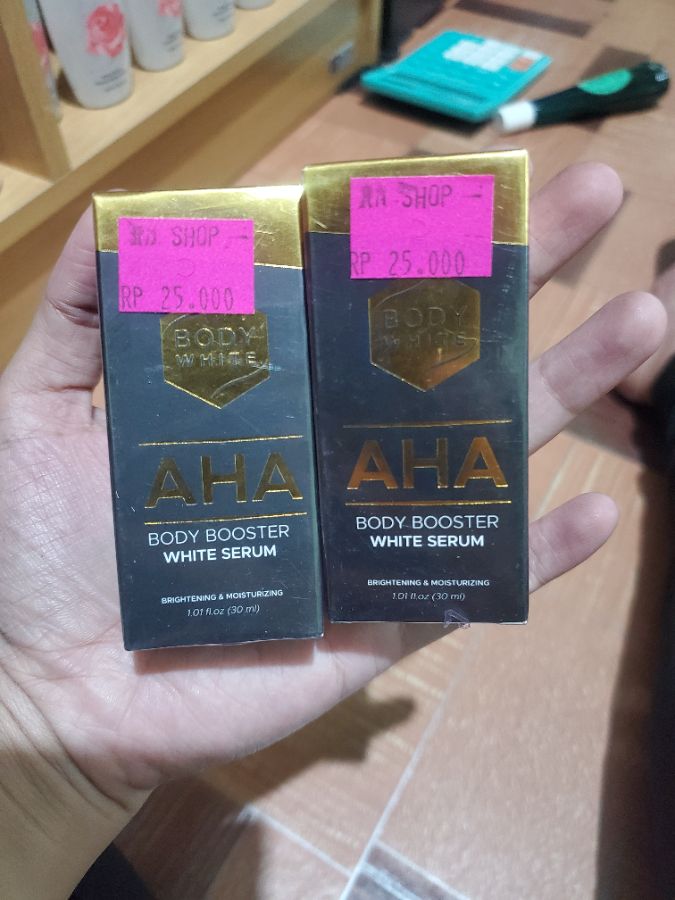 SHOP -
RP 25.000
BODY
WHITE
AHA
BODY BOOSTER
WHITE SERUM
BRIGHTENING & MOISTURIZING
1.01 fl.oz (30 ml)
SHOP -
RP 25.000
BODY
WHITE
AHA
BODY BOOSTER
WHITE SERUM
BRIGHTENING & MOISTURIZING
1.01 fl.oz (30 ml)